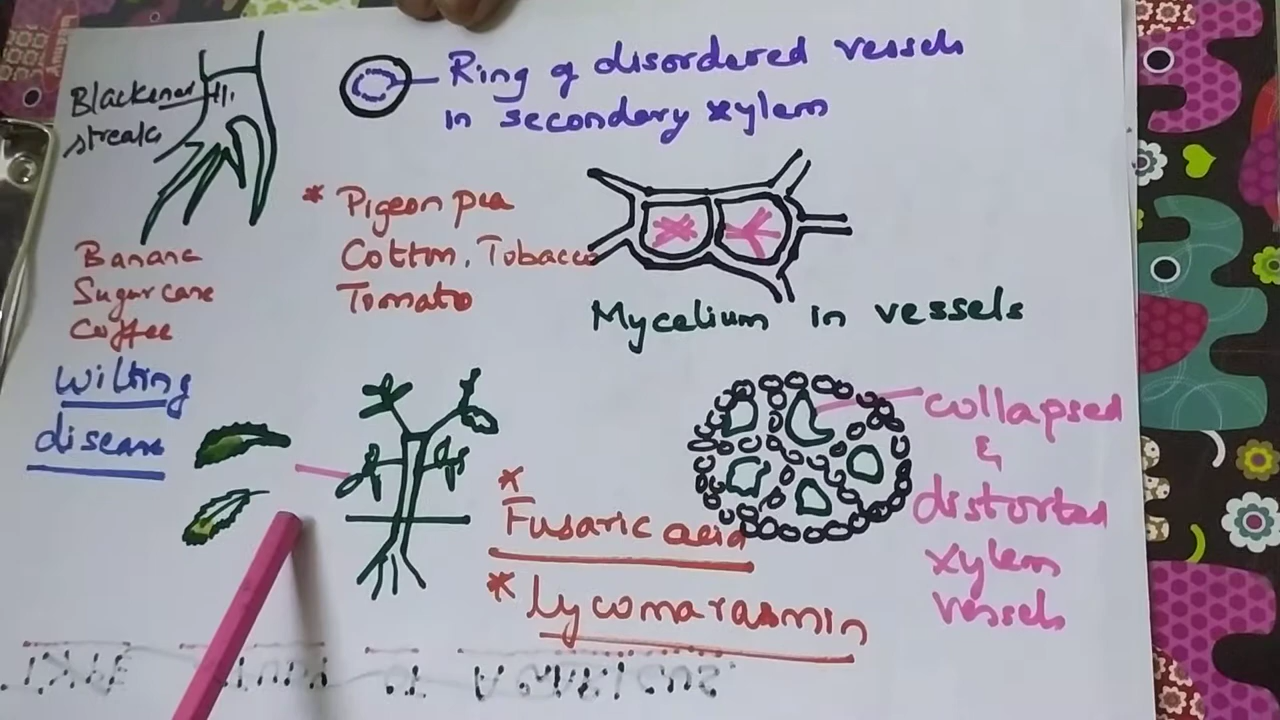 Blackened
streaks
Ring of disordered vessels
in secondary xylem
* Pigeon pea
Cotton, Tobacco
Tomato
Banana
Sugarcane
Coffee
Wilting
disease
Mycelium in vessels
collapsed
&
distorted
xylem
vessels
*
Fusaric acid
* Lycomarasmin